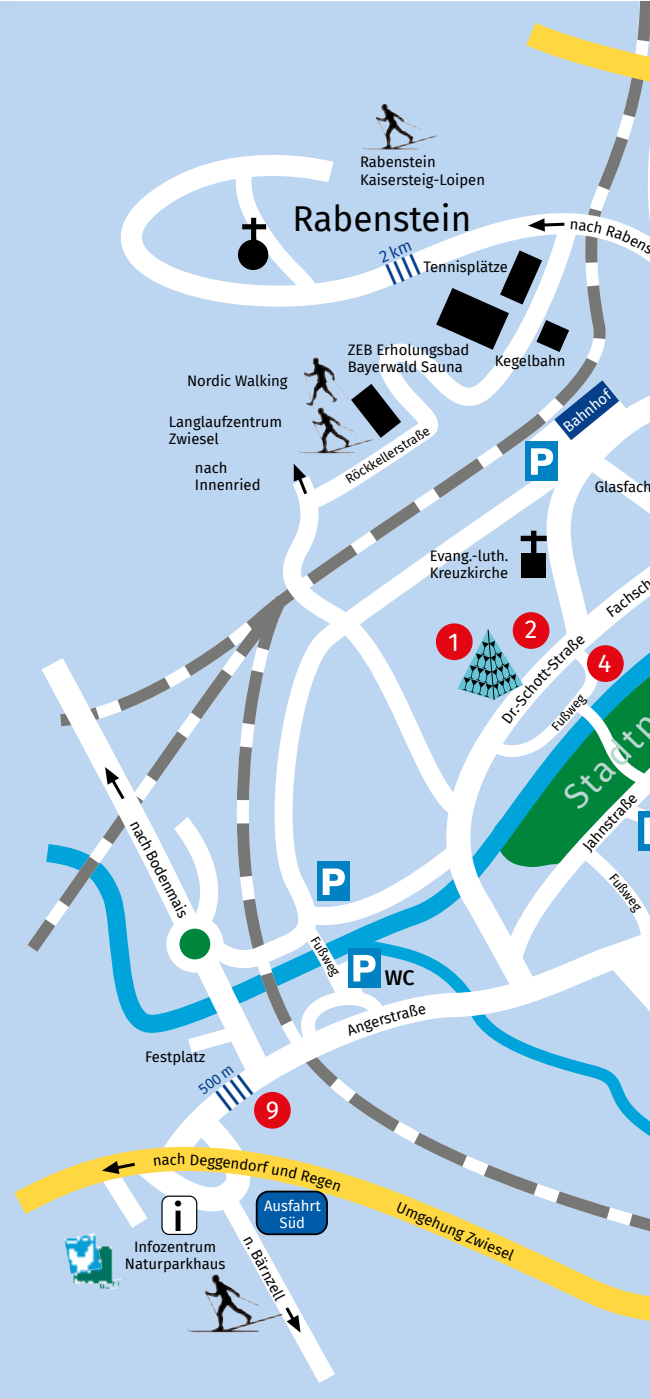 Rabenstein
Kaisersteig-Loipen
Rabenstein
nach Rabens
2 km
Tennisplätze
ZEB Erholungsbad
Bayerwald Sauna
Kegelbahn
Nordic Walking
Langlaufzentrum
Zwiesel
Bahnhof
nach
Innenried
Röckkellerstraße
P
Glasfach
Evang.-luth.
Kreuzkirche
Fachsch
1
2
4
Dr.-Schott-Straße
Fußweg
Stadtp
Jahnstraße
nach Bodenmais
P
Fußweg
Fußweg
P WC
Angerstraße
Festplatz
500 m
9
nach Deggendorf und Regen
Umgehung Zwiesel
i
Ausfahrt
Süd
Infozentrum
Naturparkhaus
n. Bärnzell